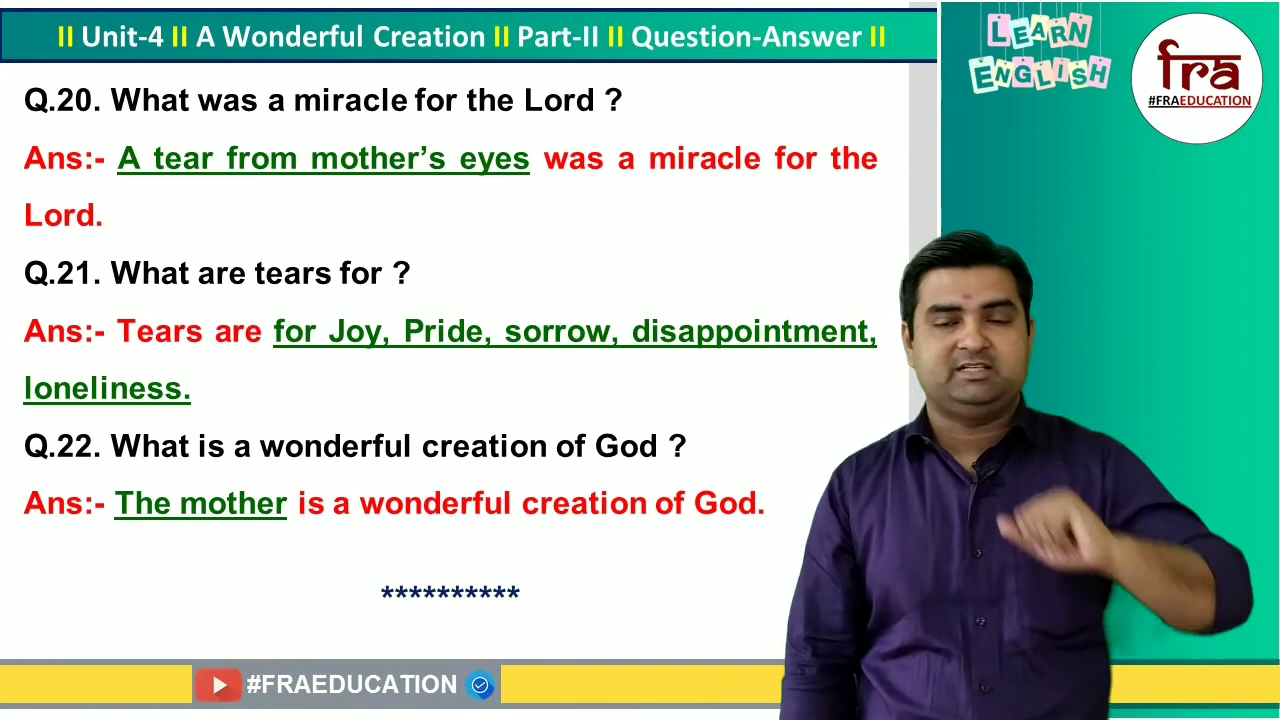 II Unit-4 II A Wonderful Creation II Part-II II Question-Answer II
LEARN
ENGLISH
fra
#FRAEDUCATION
Q.20. What was a miracle for the Lord ?
Ans:- A tear from mother’s eyes was a miracle for the
Lord.
Q.21. What are tears for ?
Ans:- Tears are for Joy, Pride, sorrow, disappointment,
loneliness.
Q.22. What is a wonderful creation of God ?
Ans:- The mother is a wonderful creation of God.
**********
#FRAEDUCATION